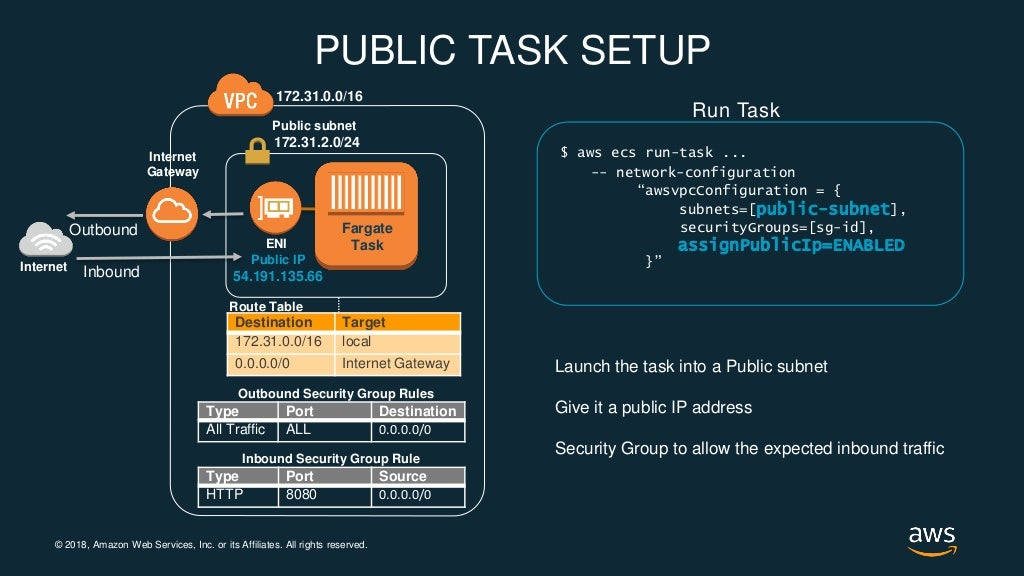 PUBLIC TASK SETUP
VPC
172.31.0.0/16
Public subnet
172.31.2.0/24
Internet
Gateway
Outbound
Internet
Inbound
ENI
Public IP
54.191.135.66
Fargate
Task
Route Table
Destination Target
172.31.0.0/16 local
0.0.0.0/0 Internet Gateway
Outbound Security Group Rules
Type Port Destination
All Traffic ALL 0.0.0.0/0
Inbound Security Group Rule
Type Port Source
HTTP 8080 0.0.0.0/0
Run Task
$ aws ecs run-task ...
-- network-configuration
“awsvpcConfiguration = {
subnets=[public-subnet],
securityGroups=[sg-id],
assignPublicIp=ENABLED
}”
Launch the task into a Public subnet
Give it a public IP address
Security Group to allow the expected inbound traffic
© 2018, Amazon Web Services, Inc. or its Affiliates. All rights reserved.
aws